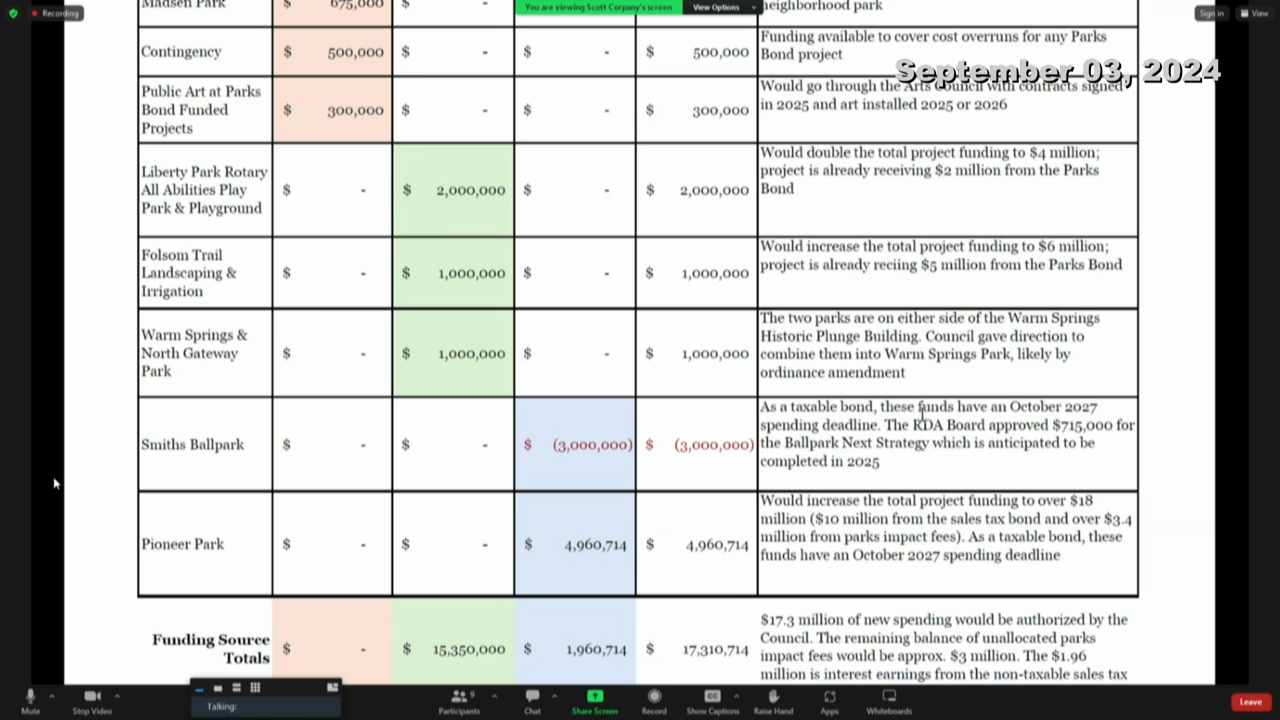 Recording
You are viewing Scott Corpany's screen
View Options
Sign in
View
September 03, 2024
Madsen Park $ 675,000 $ neighborhood park
Contingency $ 500,000 $ - $ - $ 500,000 Funding available to cover cost overruns for any Parks
Bond project
Public Art at Parks
Bond Funded
Projects
$ 300,000 $ - $ - $ 300,000
Would go through the Arts Council with contracts signed
in 2025 and art installed 2025 or 2026
Liberty Park Rotary
All Abilities Play
Park & Playground
$ - $ 2,000,000 $ - $ 2,000,000
Would double the total project funding to $4 million;
project is already receiving $2 million from the Parks
Bond
Folsom Trail
Landscaping &
Irrigation
$ - $ 1,000,000 $ - $ 1,000,000
Would increase the total project funding to $6 million;
project is already reciing $5 million from the Parks Bond
Warm Springs &
North Gateway
Park
$ - $ 1,000,000 $ - $ 1,000,000
The two parks are on either side of the Warm Springs
Historic Plunge Building. Council gave direction to
combine them into Warm Springs Park, likely by
ordinance amendment
Smiths Ballpark
$ - $ - $ (3,000,000) $ (3,000,000)
As a taxable bond, these funds have an October 2027
spending deadline. The RDA Board approved $715,000 for
the Ballpark Next Strategy which is anticipated to be
completed in 2025
Pioneer Park
$ - $ - $ 4,960,714 $ 4,960,714
Would increase the total project funding to over $18
million ($10 million from the sales tax bond and over $3.4
million from parks impact fees). As a taxable bond, these
funds have an October 2027 spending deadline
Funding Source
Totals
$ - $ 15,350,000 $ 1,960,714 $ 17,310,714
$17.3 million of new spending would be authorized by the
Council. The remaining balance of unallocated parks
impact fees would be approx. $3 million. The $1.96
million is interest earnings from the non-taxable sales tax
Talking:
Mute
Stop Video
Participants 9
Chat
Share Screen
Record
CC
Show Captions
Raise Hand
Apps
Whiteboards
Leave